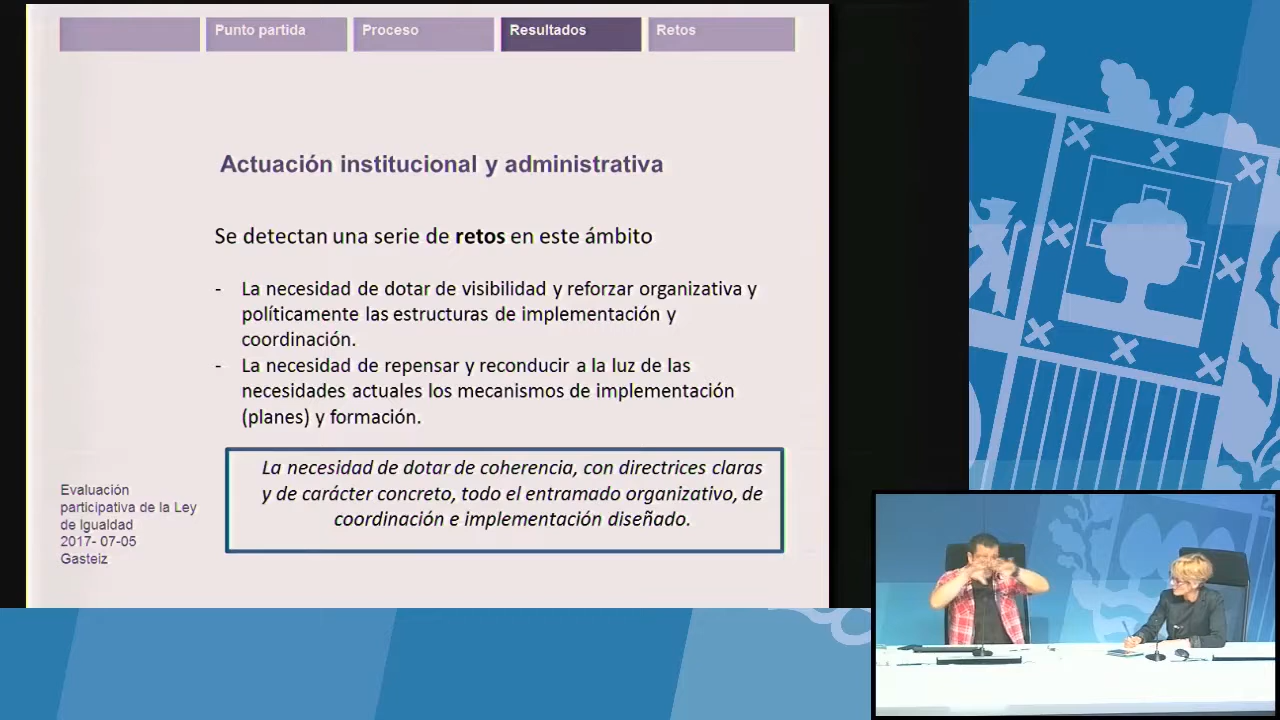 Punto partida
Proceso
Resultados
Retos
Actuación institucional y administrativa
Se detectan una serie de retos en este ámbito
- La necesidad de dotar de visibilidad y reforzar organizativa y
políticamente las estructuras de implementación y
coordinación.
- La necesidad de repensar y reconducir a la luz de las
necesidades actuales los mecanismos de implementación
(planes) y formación.
La necesidad de dotar de coherencia, con directrices claras
y de carácter concreto, todo el entramado organizativo, de
coordinación e implementación diseñado.
Evaluación
participativa de la Ley
de Igualdad
2017- 07-05
Gasteiz